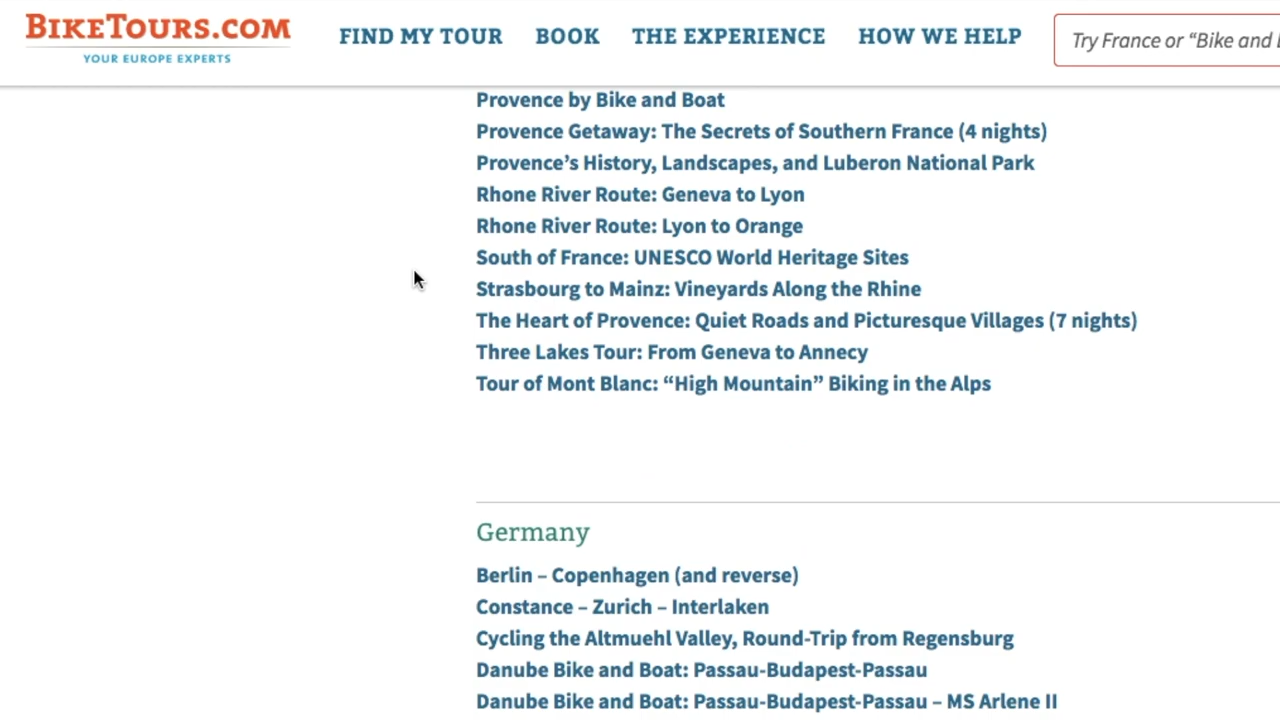 BIKETOURS.COM
YOUR EUROPE EXPERTS
FIND MY TOUR
BOOK
THE EXPERIENCE
HOW WE HELP
Try France or “Bike and
Provence by Bike and Boat
Provence Getaway: The Secrets of Southern France (4 nights)
Provence’s History, Landscapes, and Luberon National Park
Rhone River Route: Geneva to Lyon
Rhone River Route: Lyon to Orange
South of France: UNESCO World Heritage Sites
Strasbourg to Mainz: Vineyards Along the Rhine
The Heart of Provence: Quiet Roads and Picturesque Villages (7 nights)
Three Lakes Tour: From Geneva to Annecy
Tour of Mont Blanc: “High Mountain” Biking in the Alps
Germany
Berlin – Copenhagen (and reverse)
Constance – Zurich – Interlaken
Cycling the Altmuehl Valley, Round-Trip from Regensburg
Danube Bike and Boat: Passau-Budapest-Passau
Danube Bike and Boat: Passau-Budapest-Passau – MS Arlene II